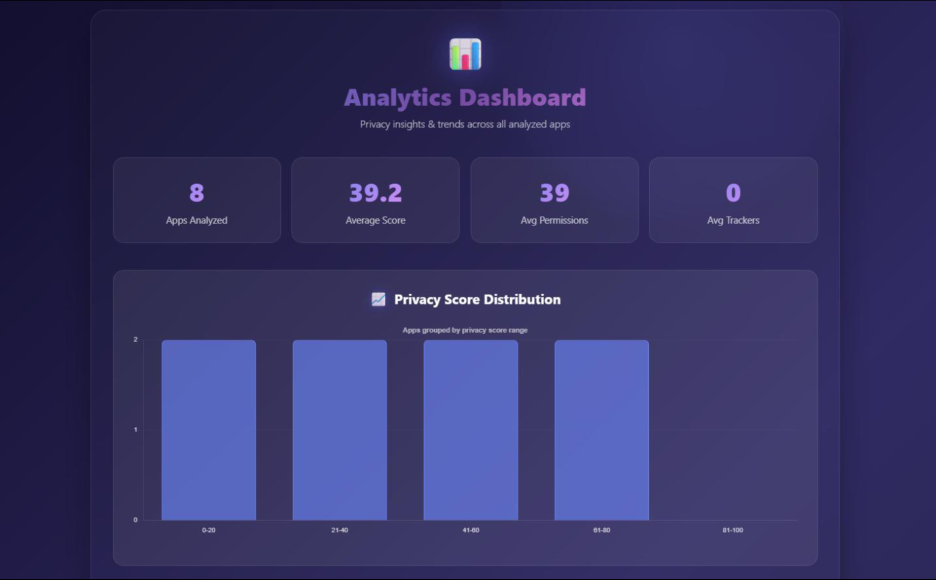 Analytics Dashboard
Privacy insights & trends across all analyzed apps
8
Apps Analyzed
39.2
Average Score
39
Avg Permissions
0
Avg Trackers
Privacy Score Distribution
Apps grouped by privacy score range
2
1
0
0-20
21-40
41-60
61-80
81-100